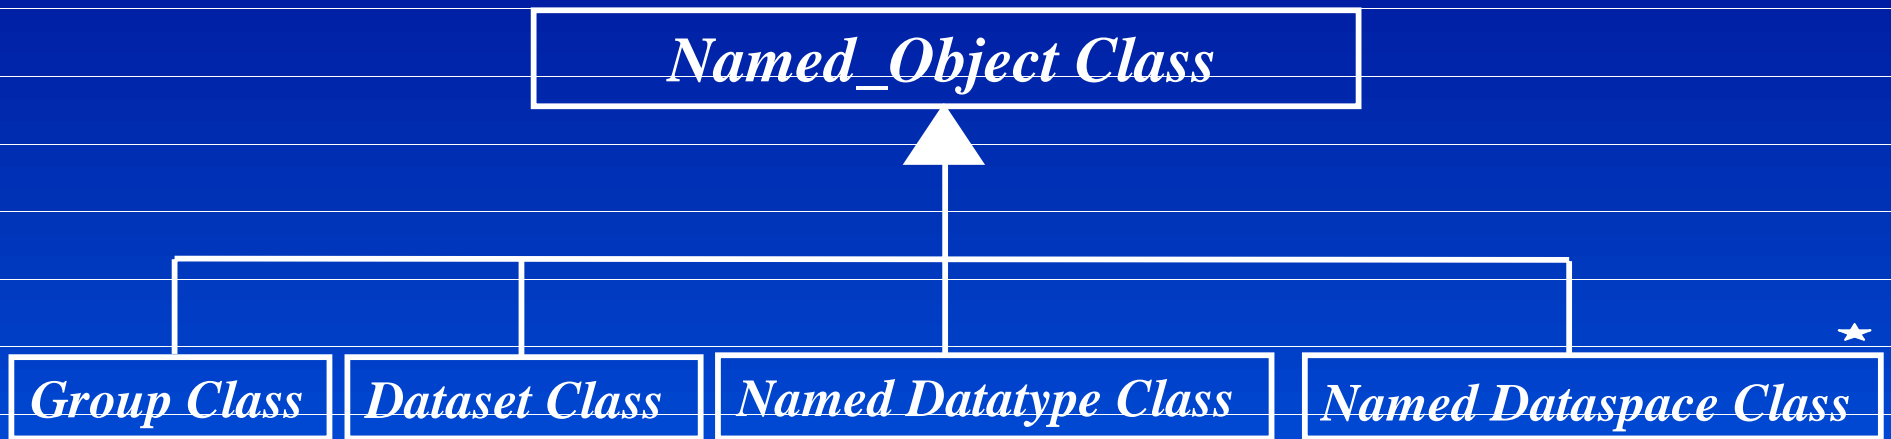 Named_Object Class
Group Class
Dataset Class
Named Datatype Class
Named Dataspace Class